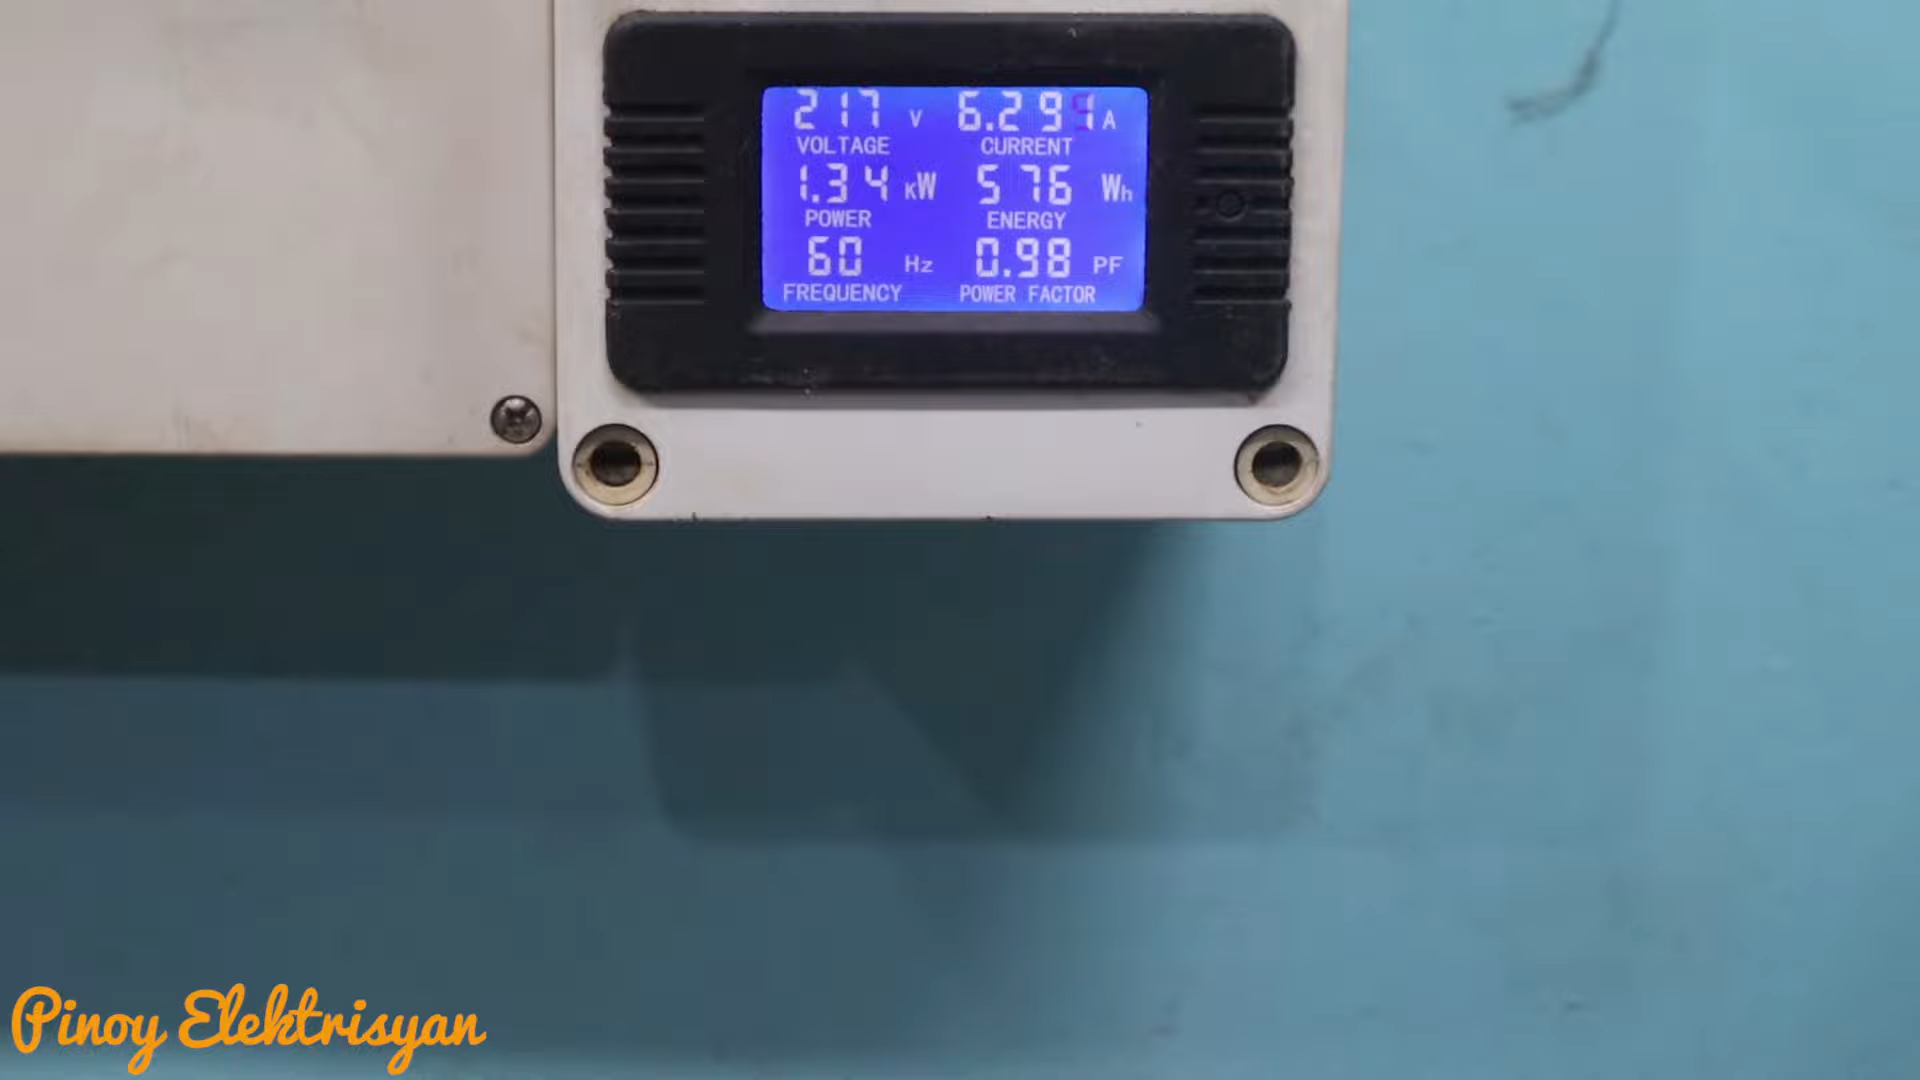 217 V 6.291 A
VOLTAGE CURRENT
1.34 KW 576 Wh
POWER ENERGY
60 Hz 0.98 PF
FREQUENCY POWER FACTOR
Pinoy Elektrisyan